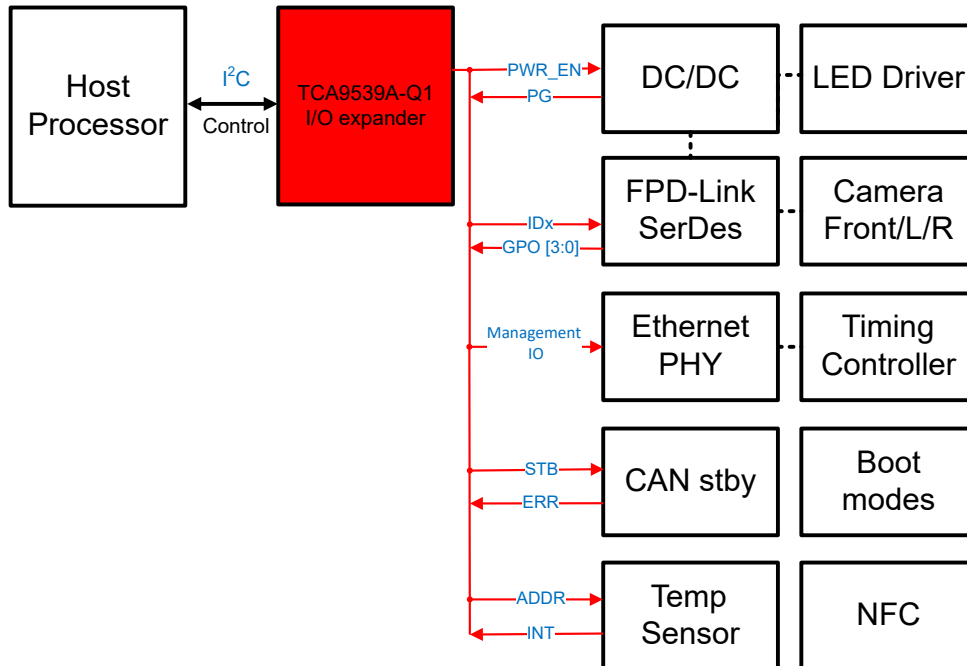 Host
Processor
I²C
Control
TCA9539A-Q1
I/O expander
PWR_EN
PG
DC/DC
LED Driver
IDx
GPO [3:0]
FPD-Link
SerDes
Camera
Front/L/R
Management
IO
Ethernet
PHY
Timing
Controller
STB
ERR
CAN stby
Boot
modes
ADDR
INT
Temp
Sensor
NFC